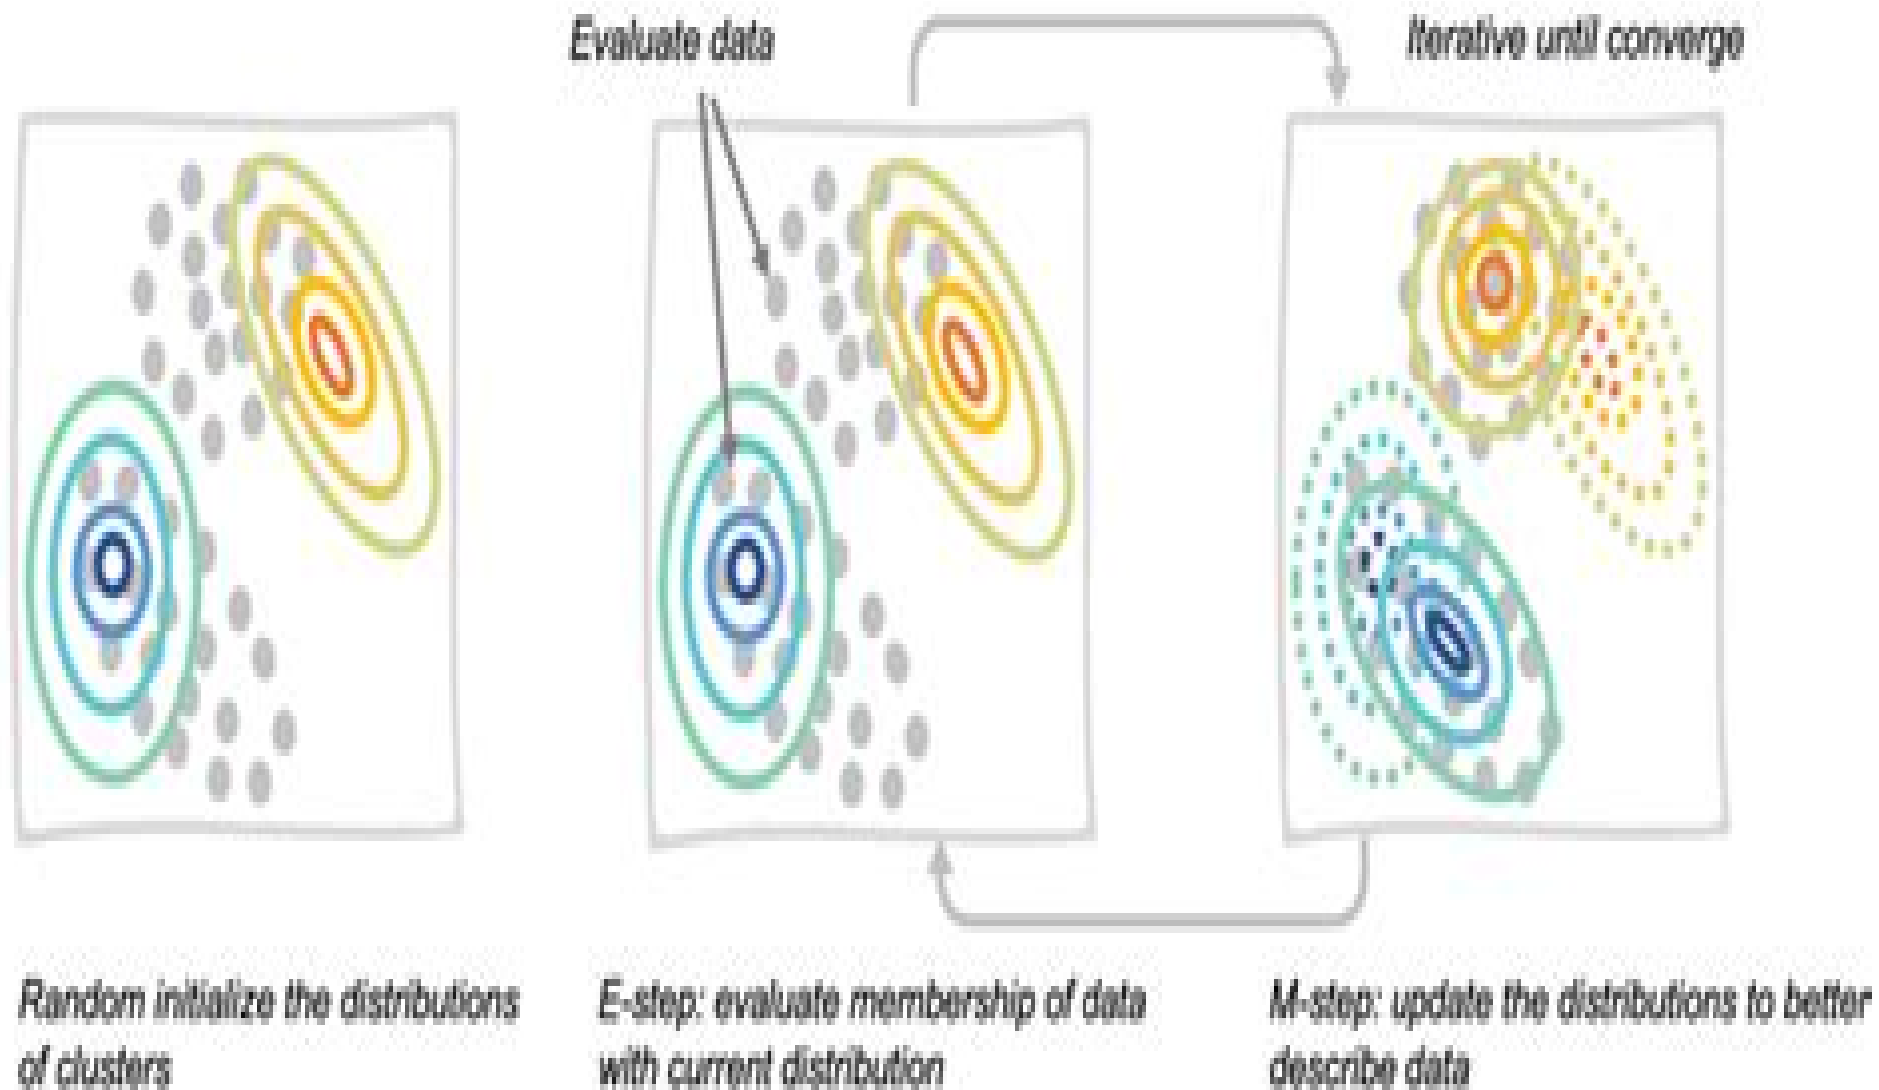 Evaluate data
Iterative until converge
Random initialize the distributions
of clusters
E-step: evaluate membership of data
with current distribution
M-step: update the distributions to better
describe data